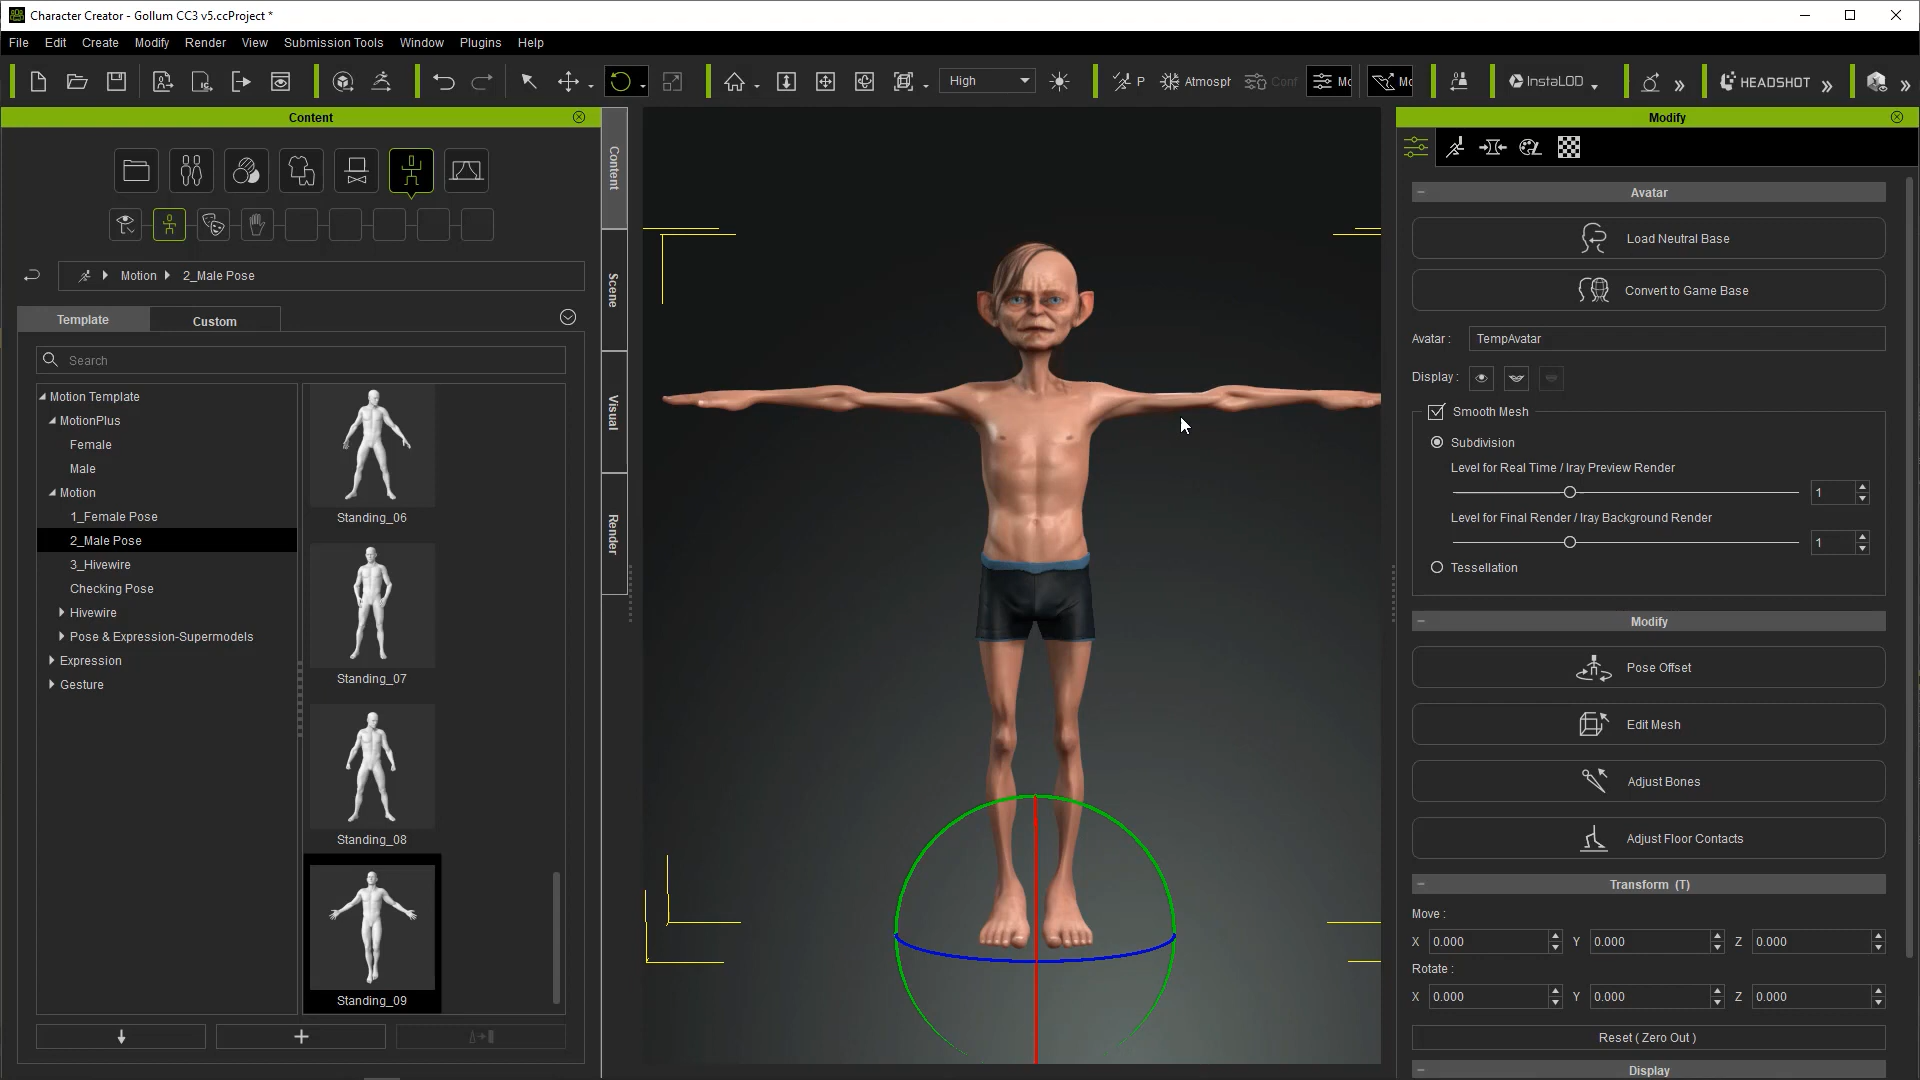 Character Creator - Gollum CC3 v5.ccProject *
File Edit Create Modify Render View Submission Tools Window Plugins Help
High P Atmosph Conf Mo Mo InstaLOD HEADSHOT
Content
Modify
Content
Scene
Visual
Render
Motion 2_Male Pose
Template Custom
Search
Motion Template
MotionPlus
Female
Male
Motion
1_Female Pose
2_Male Pose
3_Hivewire
Checking Pose
Hivewire
Pose & Expression-Supermodels
Expression
Gesture
Standing_06
Standing_07
Standing_08
Standing_09
Avatar
Load Neutral Base
Convert to Game Base
Avatar : TempAvatar
Display :
Smooth Mesh
Subdivision
Level for Real Time / Iray Preview Render
1
Level for Final Render / Iray Background Render
1
Tessellation
Modify
Pose Offset
Edit Mesh
Adjust Bones
Adjust Floor Contacts
Transform (T)
Move :
X 0.000 Y 0.000 Z 0.000
Rotate :
X 0.000 Y 0.000 Z 0.000
Reset ( Zero Out )
Display